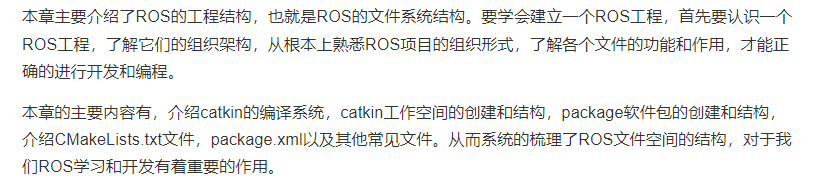 本章主要介绍了ROS的工程结构，也就是ROS的文件系统结构。要学会建立一个ROS工程，首先要认识一个
ROS工程，了解它们的组织架构，从根本上熟悉ROS项目的组织形式，了解各个文件的功能和作用，才能正
确的进行开发和编程。
本章的主要内容有，介绍catkin的编译系统，catkin工作空间的创建和结构，package软件包的创建和结构，
介绍CMakeLists.txt文件，package.xml以及其他常见文件。从而系统的梳理了ROS文件空间的结构，对于我
们ROS学习和开发有着重要的作用。